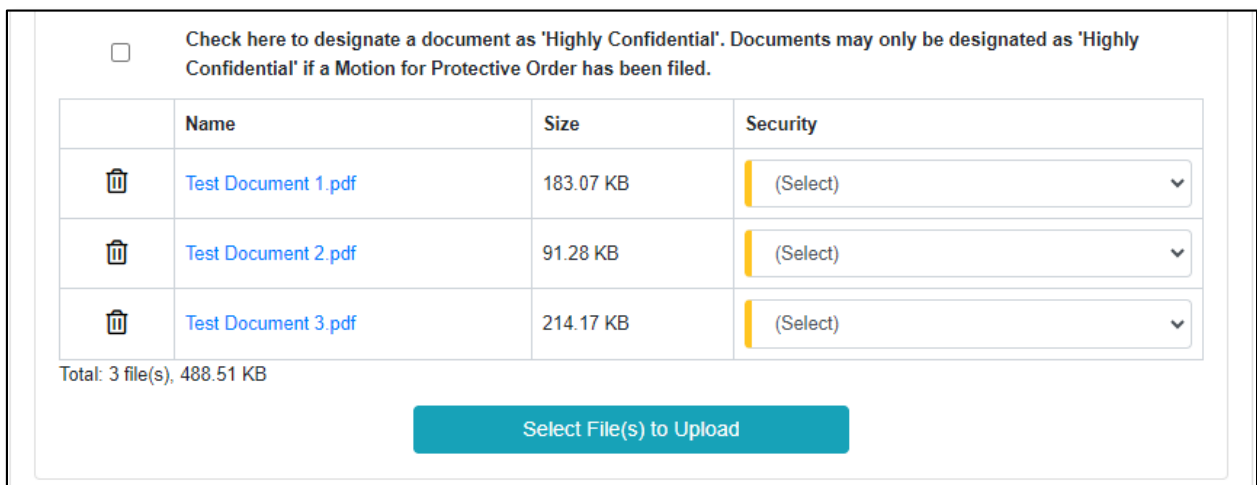 Check here to designate a document as 'Highly Confidential'. Documents may only be designated as 'Highly
Confidential' if a Motion for Protective Order has been filed.
Name Size Security
Test Document 1.pdf 183.07 KB (Select)
Test Document 2.pdf 91.28 KB (Select)
Test Document 3.pdf 214.17 KB (Select)
Total: 3 file(s), 488.51 KB
Select File(s) to Upload